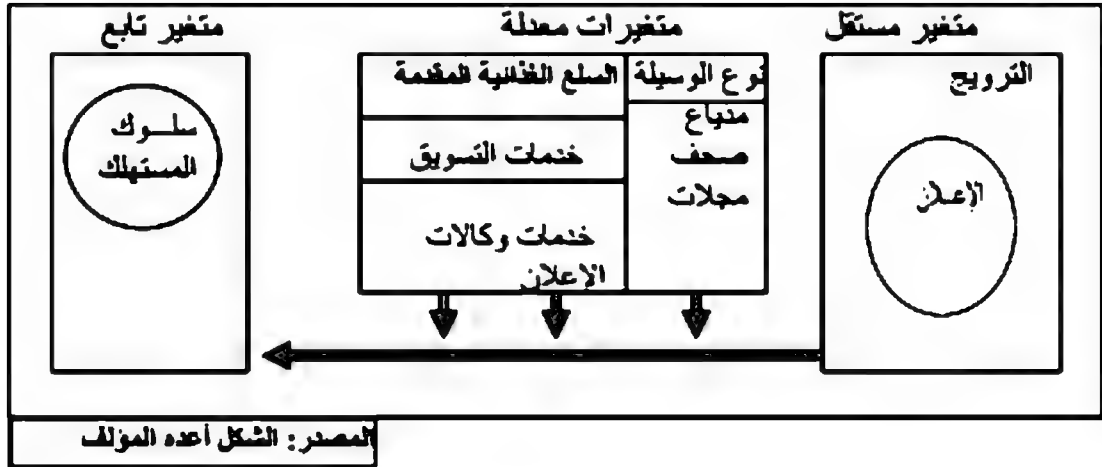 متغير مستقل
متغيرات معدلة
متغير تابع
الترويج
الإعلان
نوع الوسيلة
مذياع
صحف
مجلات
السلع الغذائية المقدمة
خدمات التسويق
خدمات وكالات
الإعلان
سلوك
المستهلك
المصدر: الشكل أعده المؤلف